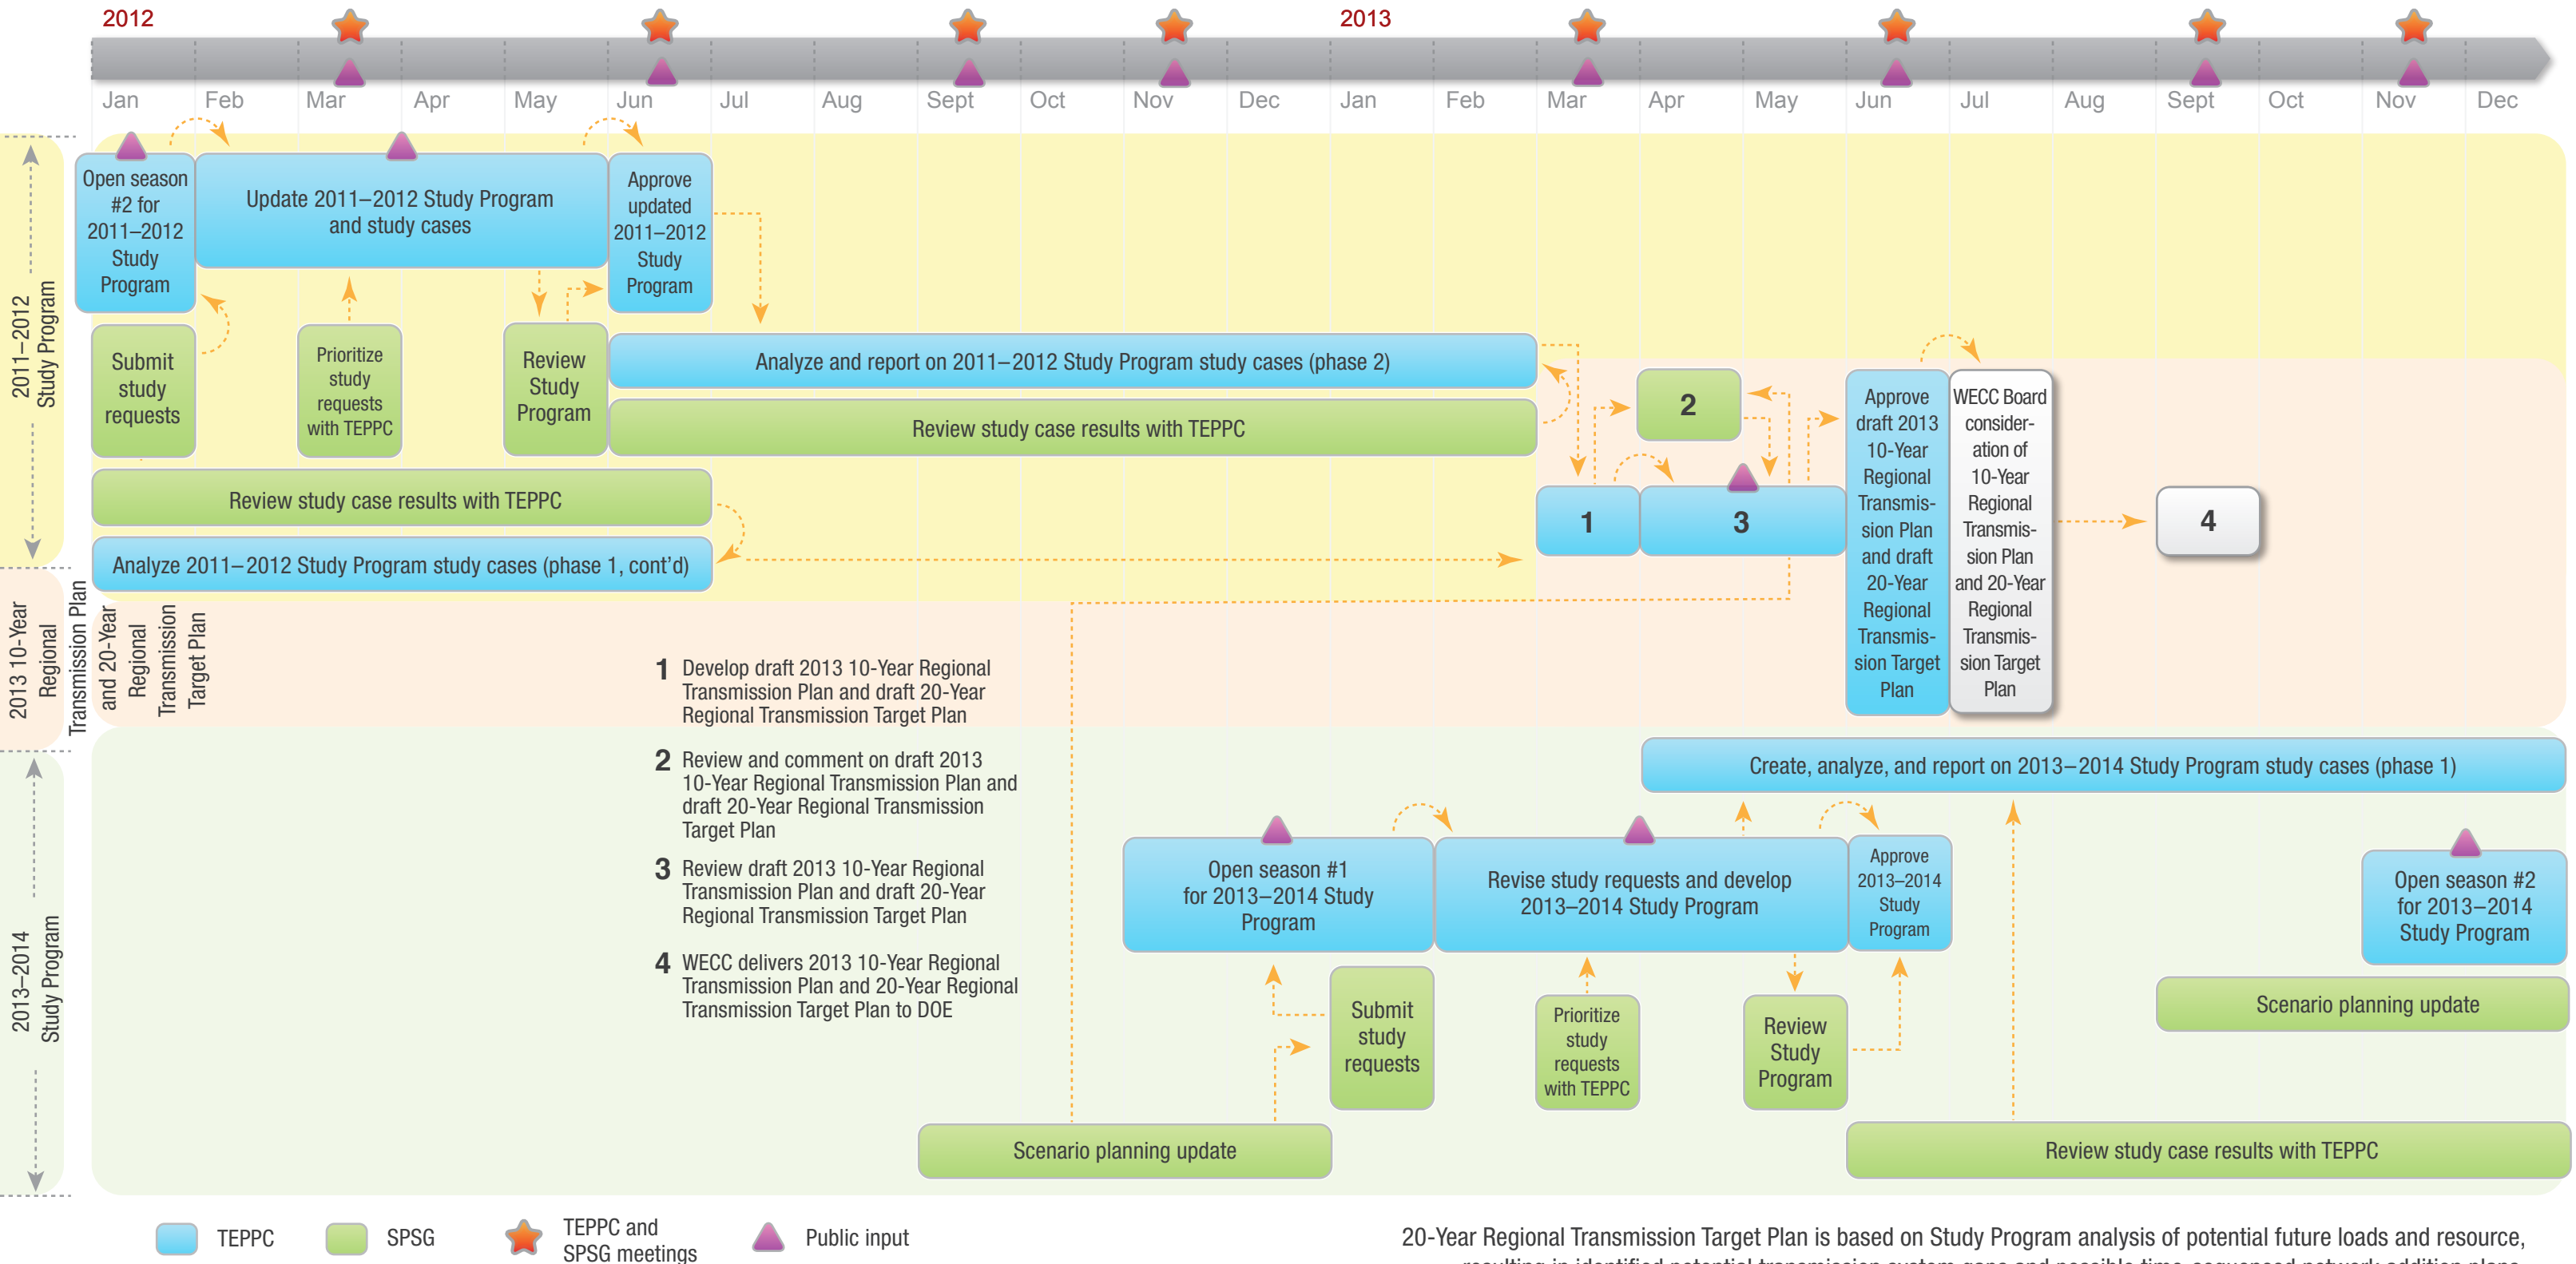 2012
2013
Jan
Feb
Mar
Apr
May
Jun
Jul
Aug
Sept
Oct
Nov
Dec
Jan
Feb
Mar
Apr
May
Jun
Jul
Aug
Sept
Oct
Nov
Dec
2011–2012
Study Program
Open season
#2 for
2011–2012
Study
Program
Update 2011–2012 Study Program
and study cases
Approve
updated
2011–2012
Study
Program
Submit
study
requests
Prioritize
study
requests
with TEPPC
Review
Study
Program
Analyze and report on 2011–2012 Study Program study cases (phase 2)
Review study case results with TEPPC
Review study case results with TEPPC
Analyze 2011–2012 Study Program study cases (phase 1, cont’d)
2
1
3
Approve
draft 2013
10-Year
Regional
Transmis-
sion Plan
and draft
20-Year
Regional
Transmis-
sion Target
Plan
WECC Board
consider-
ation of
10-Year
Regional
Transmis-
sion Plan
and 20-Year
Regional
Transmis-
sion Target
Plan
4
2013 10-Year
Regional
Transmission Plan
and 20-Year
Regional
Transmission
Target Plan
1 Develop draft 2013 10-Year Regional
Transmission Plan and draft 20-Year
Regional Transmission Target Plan
2 Review and comment on draft 2013
10-Year Regional Transmission Plan and
draft 20-Year Regional Transmission
Target Plan
3 Review draft 2013 10-Year Regional
Transmission Plan and draft 20-Year
Regional Transmission Target Plan
4 WECC delivers 2013 10-Year Regional
Transmission Plan and 20-Year Regional
Transmission Target Plan to DOE
2013–2014
Study Program
Create, analyze, and report on 2013–2014 Study Program study cases (phase 1)
Open season #1
for 2013–2014 Study
Program
Revise study requests and develop
2013–2014 Study Program
Approve
2013–2014
Study
Program
Open season #2
for 2013–2014
Study Program
Submit
study
requests
Prioritize
study
requests
with TEPPC
Review
Study
Program
Scenario planning update
Scenario planning update
Review study case results with TEPPC
TEPPC
SPSG
TEPPC and
SPSG meetings
Public input
20-Year Regional Transmission Target Plan is based on Study Program analysis of potential future loads and resource,
resulting in identified potential transmission system gaps and possible time-sequenced network addition plans